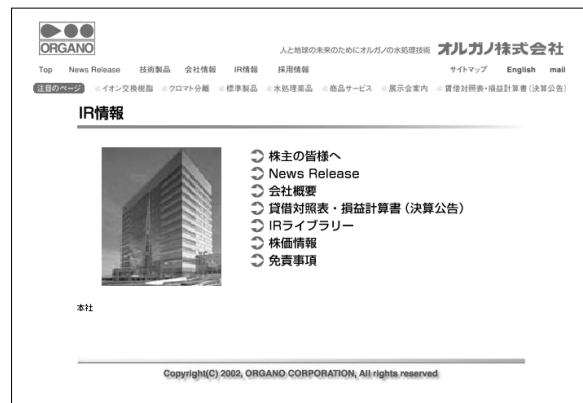 ORGANO
人と地球の未来のためにオルガノの水処理技術 オルガノ株式会社
Top News Release 技術製品 会社情報 IR情報 採用情報 サイトマップ English mail
注目のページ イオン交換樹脂 クロマト分離 標準製品 水処理薬品 商品サービス 展示会案内 貸借対照表・損益計算書(決算公告)
IR情報
株主の皆様へ
News Release
会社概要
貸借対照表・損益計算書(決算公告)
IRライブラリー
株価情報
免責事項
本社
Copyright(C) 2002, ORGANO CORPORATION, All rights reserved